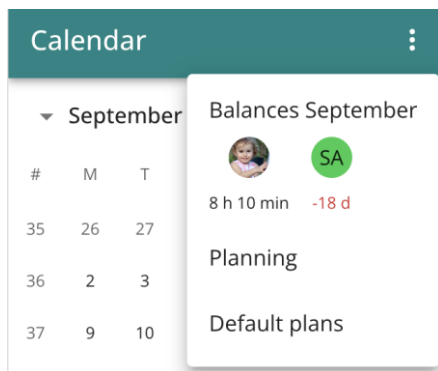 Calendar
September
# M T
35 26 27
36 2 3
37 9 10
Balances September
SA
8 h 10 min -18 d
Planning
Default plans